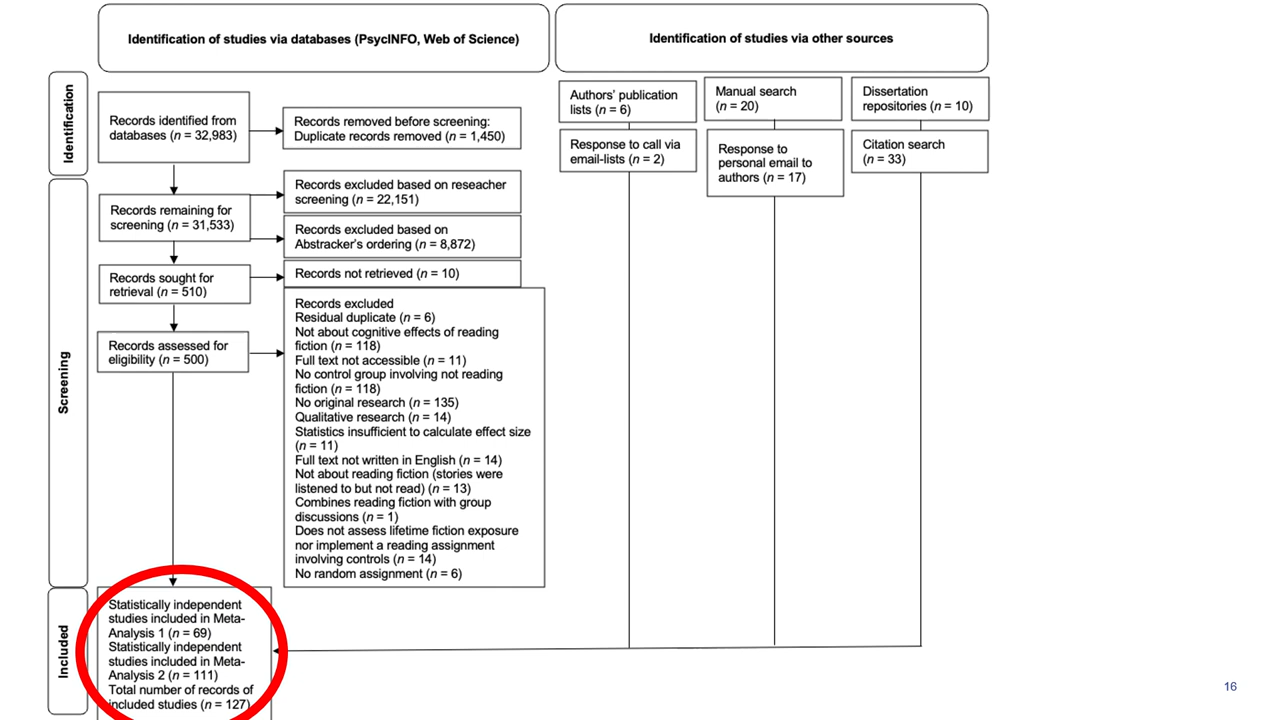 Identification of studies via databases (PsycINFO, Web of Science)
Identification of studies via other sources
Identification
Records identified from
databases (n = 32,983)
Records removed before screening:
Duplicate records removed (n = 1,450)
Authors' publication
lists (n = 6)
Manual search
(n = 20)
Dissertation
repositories (n = 10)
Response to call via
email-lists (n = 2)
Response to
personal email to
authors (n = 17)
Citation search
(n = 33)
Screening
Records remaining for
screening (n = 31,533)
Records excluded based on reseacher
screening (n = 22,151)
Records excluded based on
Abstracker's ordering (n = 8,872)
Records sought for
retrieval (n = 510)
Records not retrieved (n = 10)
Records assessed for
eligibility (n = 500)
Records excluded
Residual duplicate (n = 6)
Not about cognitive effects of reading
fiction (n = 118)
Full text not accessible (n = 11)
No control group involving not reading
fiction (n = 118)
No original research (n = 135)
Qualitative research (n = 14)
Statistics insufficient to calculate effect size
(n = 11)
Full text not written in English (n = 14)
Not about reading fiction (stories were
listened to but not read) (n = 13)
Combines reading fiction with group
discussions (n = 1)
Does not assess lifetime fiction exposure
nor implement a reading assignment
involving controls (n = 14)
No random assignment (n = 6)
Included
Statistically independent
studies included in Meta-
Analysis 1 (n = 69)
Statistically independent
studies included in Meta-
Analysis 2 (n = 111)
Total number of records of
included studies (n = 127)
16